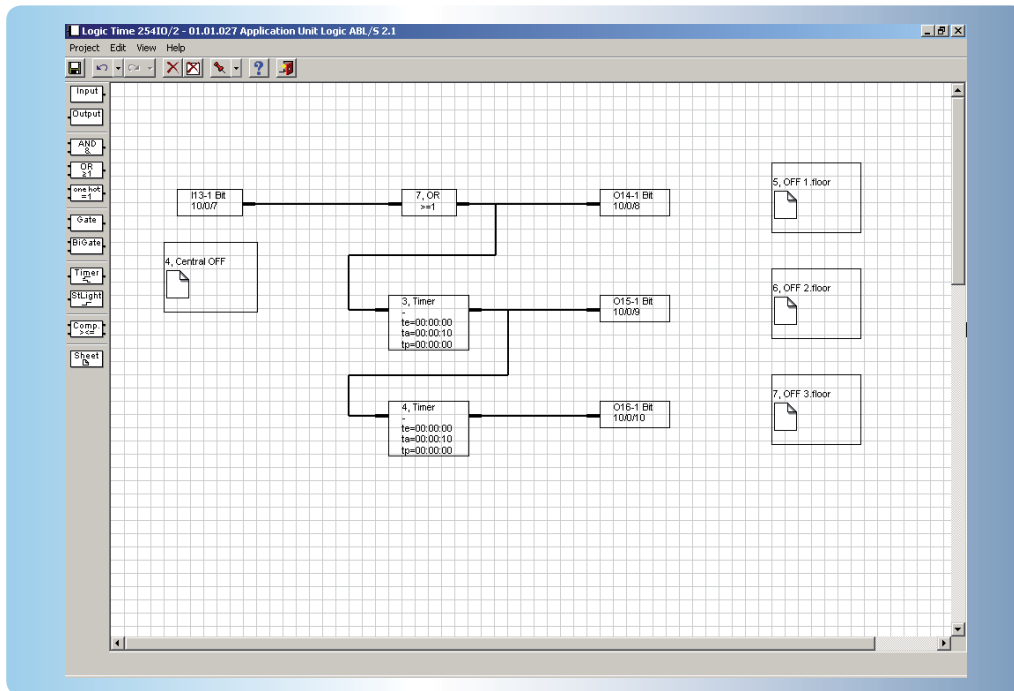 Logic Time 254IO/2 - 01.01.027 Application Unit Logic ABL/S 2.1
Project Edit View Help
Input
Output
AND
&
OR
≥1
one hot
=1
Gate
BiGate
Timer
StLight
Comp.
><=
Sheet
I13-1 Bit
10/0/7
7, OR
>=1
O14-1 Bit
10/0/8
5, OFF 1.floor
4, Central OFF
3, Timer
-
te=00:00:00
ta=00:00:10
tp=00:00:00
O15-1 Bit
10/0/9
6, OFF 2.floor
4, Timer
-
te=00:00:00
ta=00:00:10
tp=00:00:00
O16-1 Bit
10/0/10
7, OFF 3.floor